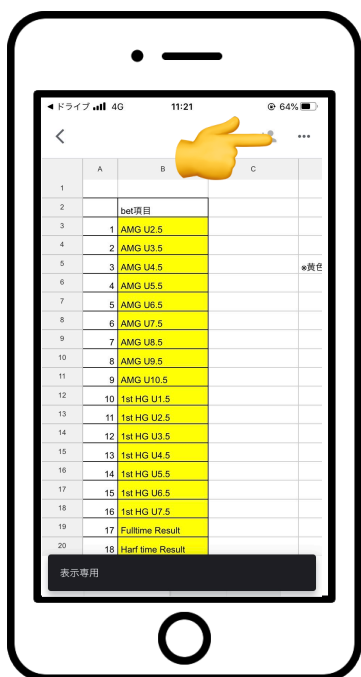 ◀ ドライブ 4G 11:21 64%
A B C
1
2 bet項目
3 1 AMG U2.5
4 2 AMG U3.5
5 3 AMG U4.5 ※黄色
6 4 AMG U5.5
7 5 AMG U6.5
8 6 AMG U7.5
9 7 AMG U8.5
10 8 AMG U9.5
11 9 AMG U10.5
12 10 1st HG U1.5
13 11 1st HG U2.5
14 12 1st HG U3.5
15 13 1st HG U4.5
16 14 1st HG U5.5
17 15 1st HG U6.5
18 16 1st HG U7.5
19 17 Fulltime Result
20 18 Harf time Result
表示専用